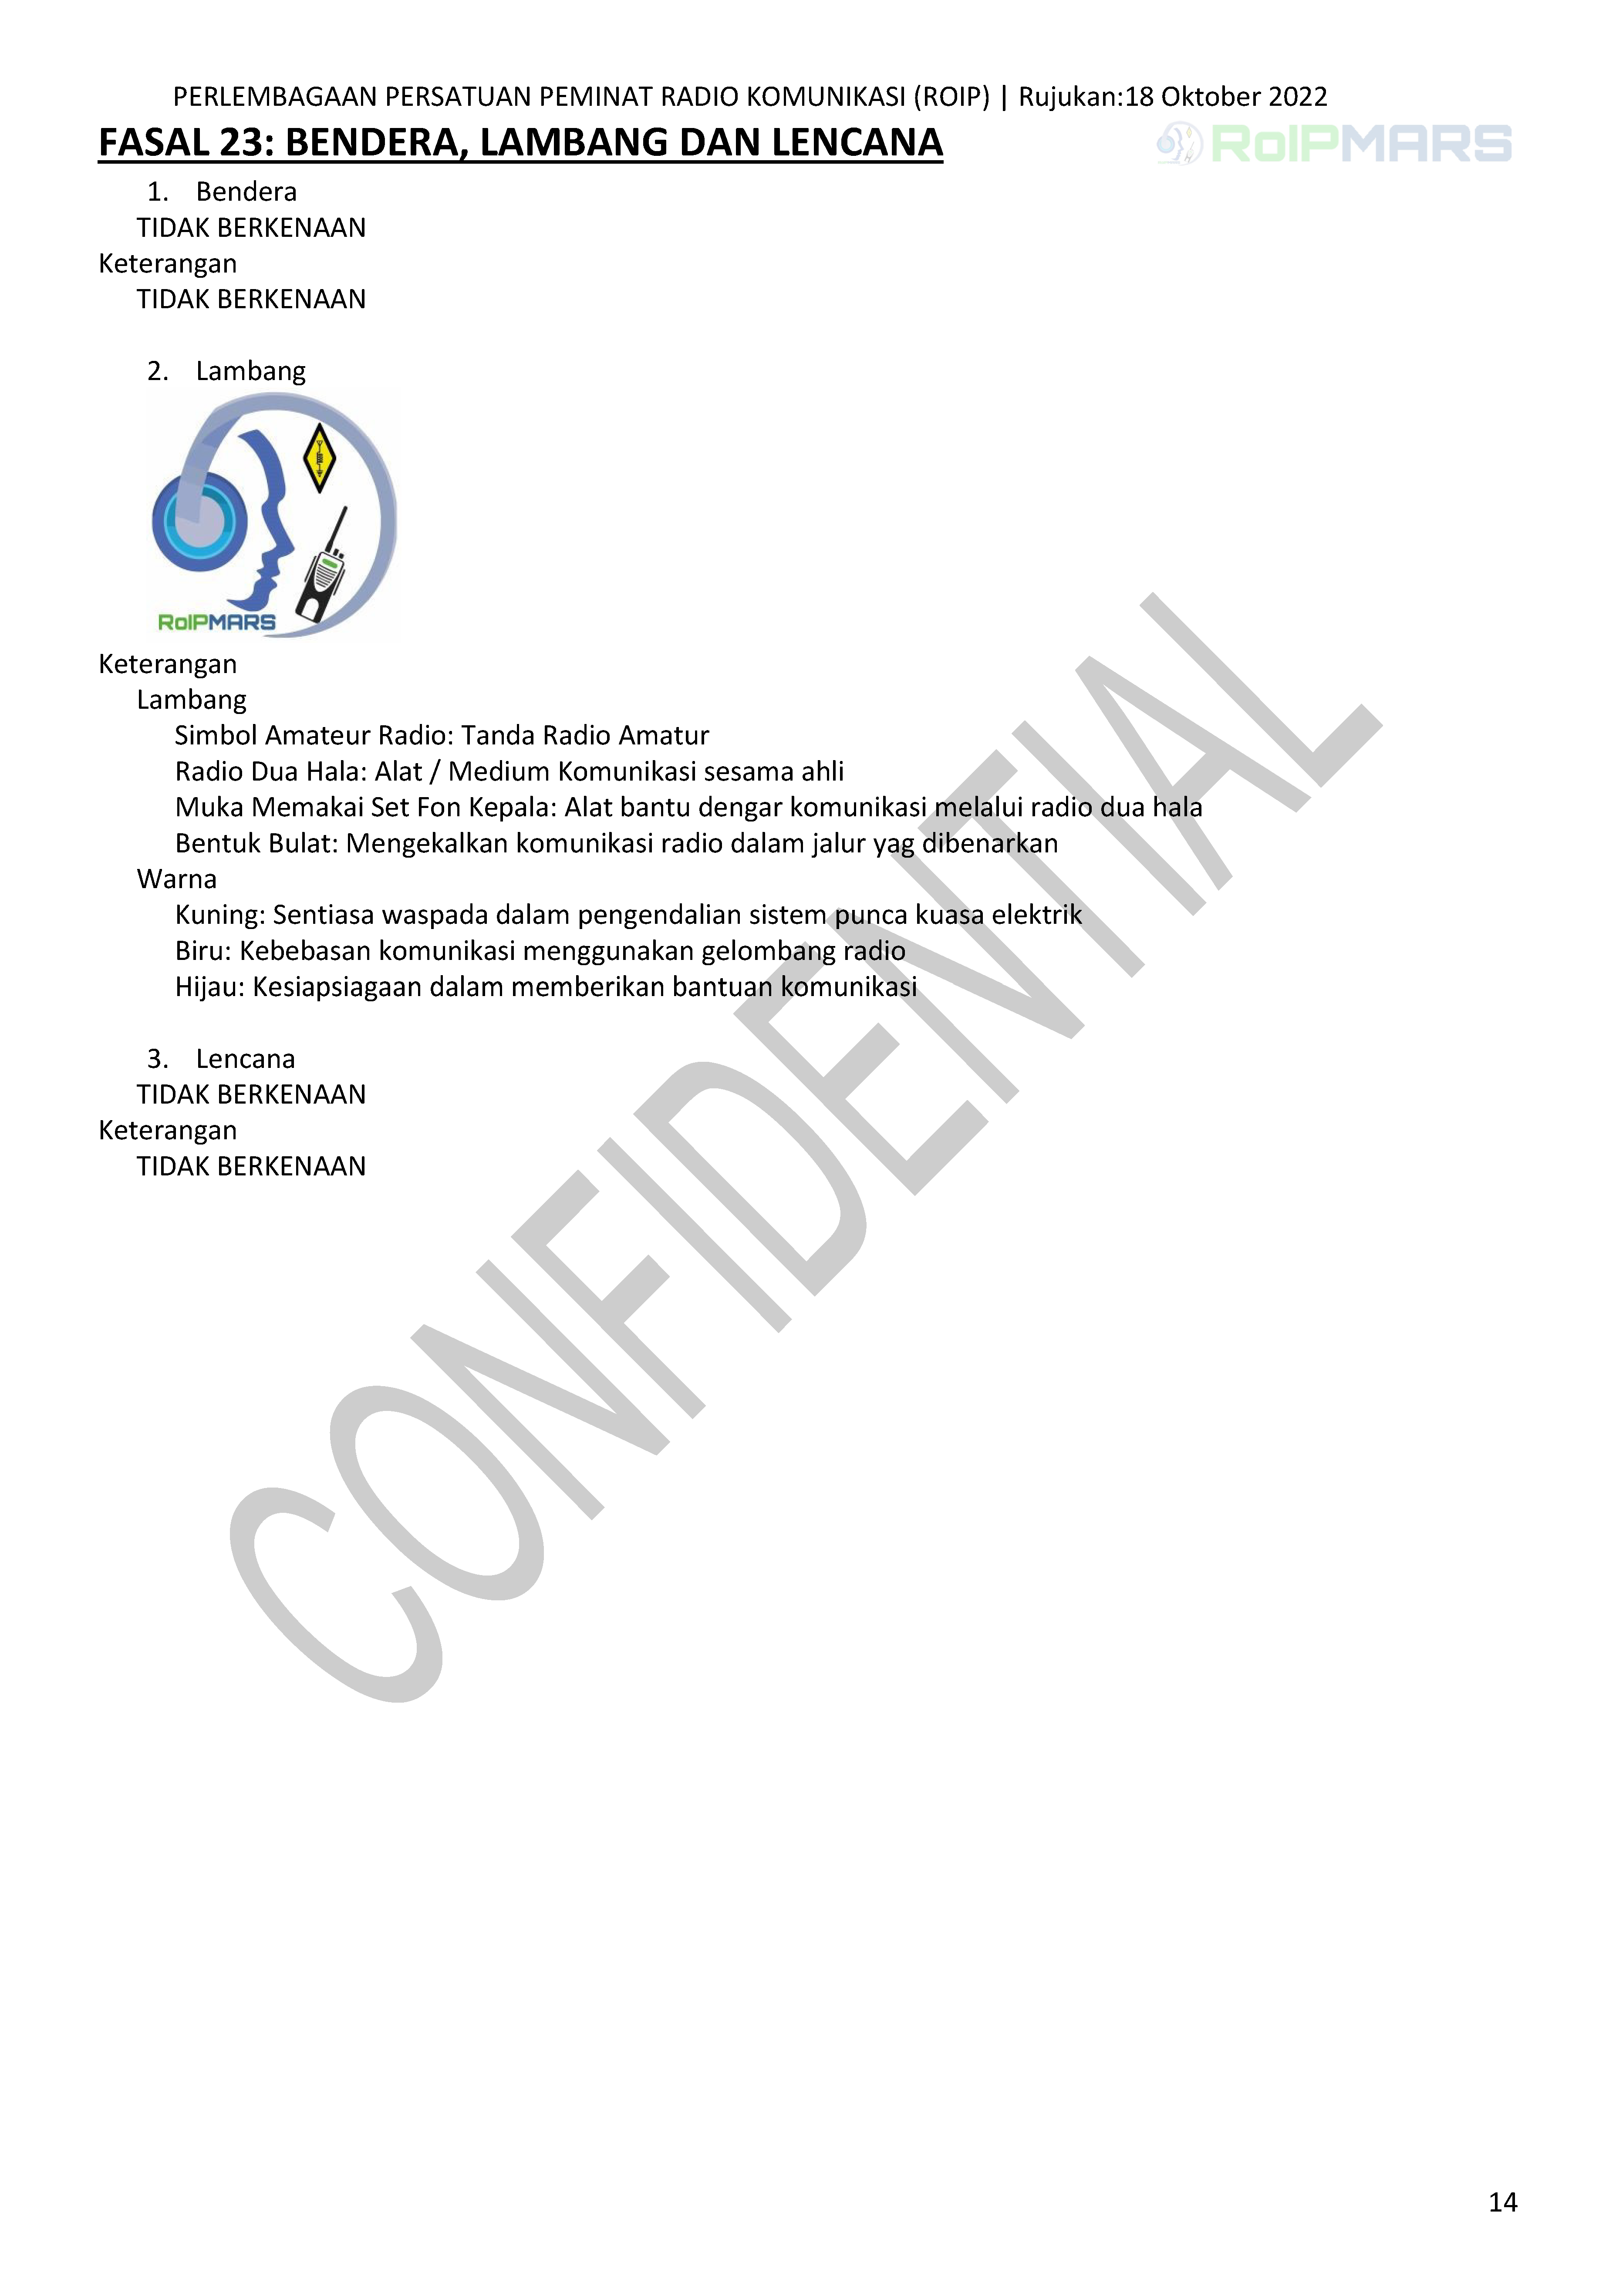 PERLEMBAGAAN PERSATUAN PEMINAT RADIO KOMUNIKASI (ROIP) | Rujukan:18 Oktober 2022
RoIPMARS
FASAL 23: BENDERA, LAMBANG DAN LENCANA
1. Bendera
TIDAK BERKENAAN
Keterangan
TIDAK BERKENAAN
2. Lambang
RoIPMARS
Keterangan
Lambang
Simbol Amateur Radio: Tanda Radio Amatur
Radio Dua Hala: Alat / Medium Komunikasi sesama ahli
Muka Memakai Set Fon Kepala: Alat bantu dengar komunikasi melalui radio dua hala
Bentuk Bulat: Mengekalkan komunikasi radio dalam jalur yag dibenarkan
Warna
Kuning: Sentiasa waspada dalam pengendalian sistem punca kuasa elektrik
Biru: Kebebasan komunikasi menggunakan gelombang radio
Hijau: Kesiapsiagaan dalam memberikan bantuan komunikasi
3. Lencana
TIDAK BERKENAAN
Keterangan
TIDAK BERKENAAN
CONFIDENTIAL
14